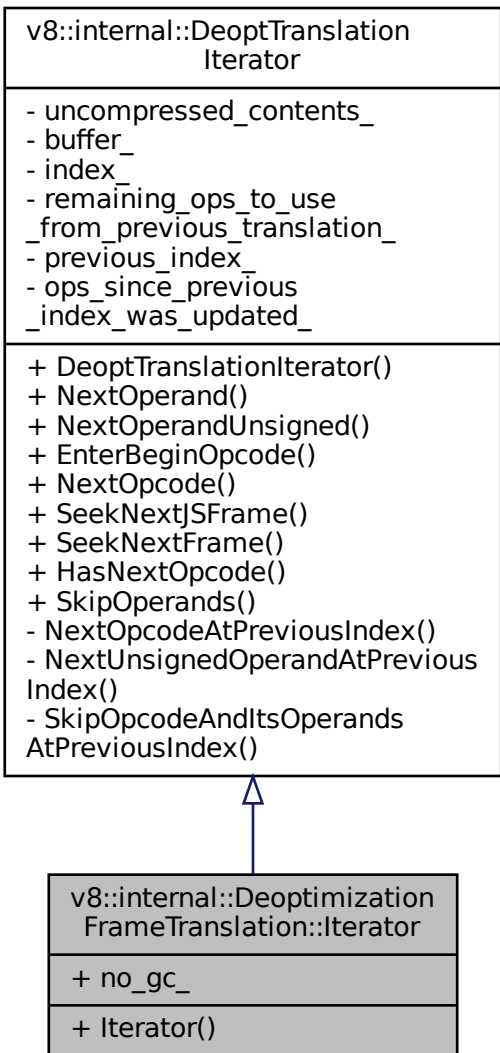 v8::internal::DeoptTranslation
Iterator
- uncompressed_contents_
- buffer_
- index_
- remaining_ops_to_use
_from_previous_translation_
- previous_index_
- ops_since_previous
_index_was_updated_
+ DeoptTranslationIterator()
+ NextOperand()
+ NextOperandUnsigned()
+ EnterBeginOpcode()
+ NextOpcode()
+ SeekNextJSFrame()
+ SeekNextFrame()
+ HasNextOpcode()
+ SkipOperands()
- NextOpcodeAtPreviousIndex()
- NextUnsignedOperandAtPrevious
Index()
- SkipOpcodeAndItsOperands
AtPreviousIndex()
v8::internal::Deoptimization
FrameTranslation::Iterator
+ no_gc_
+ Iterator()